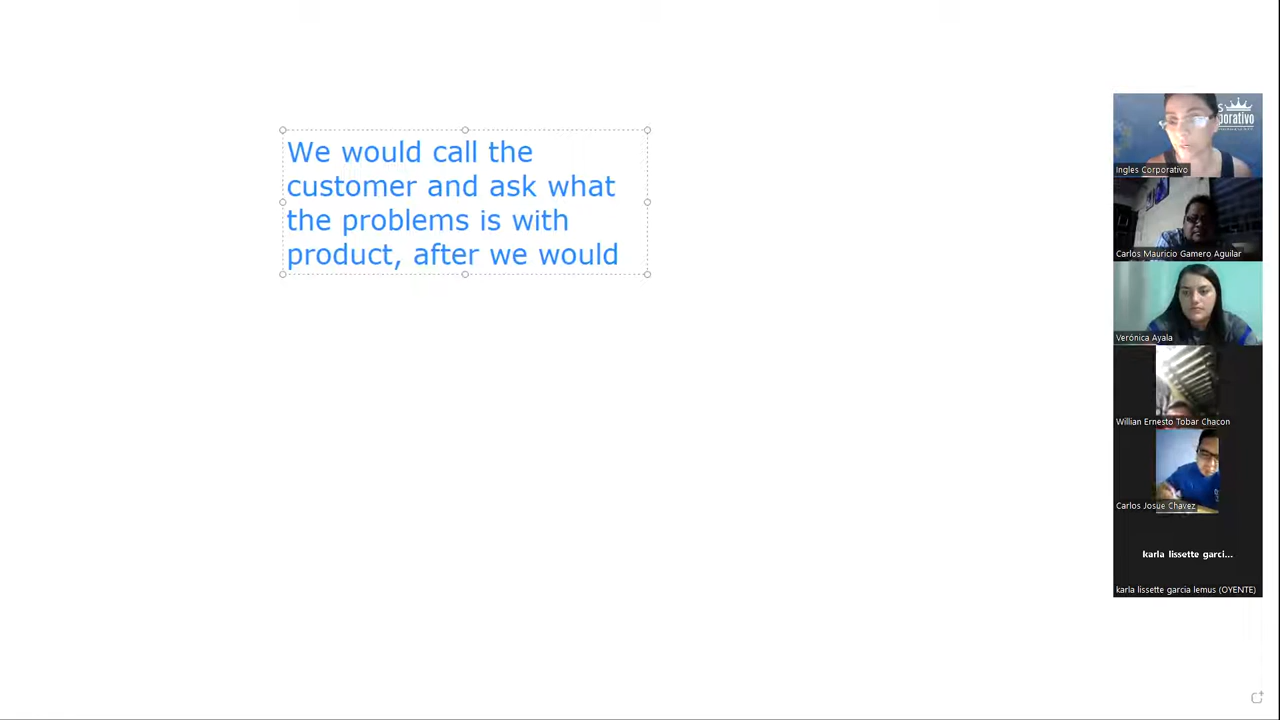 We would call the
customer and ask what
the problems is with
product, after we would
S
porativo
Ingles Corporativo
Carlos Mauricio Gamero Aguilar
Verónica Ayala
Willian Ernesto Tobar Chacon
Carlos Josue Chavez
karla lissette garci...
karla lissette garcia lemus (OYENTE)